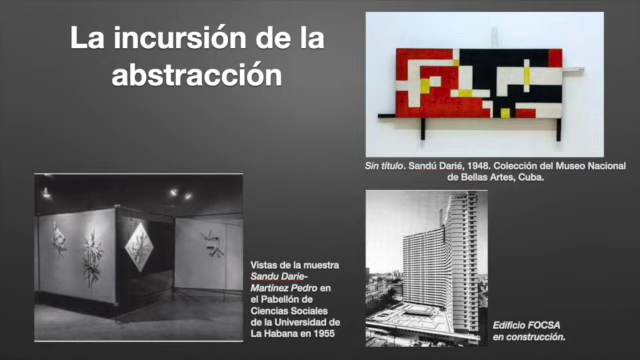 La incursión de la
abstracción
Sin título. Sandú Darié, 1948. Colección del Museo Nacional
de Bellas Artes, Cuba.
Vistas de la muestra
Sandu Darie-
Martínez Pedro en
el Pabellón de
Ciencias Sociales
de la Universidad de
La Habana en 1955
Edificio FOCSA
en construcción.